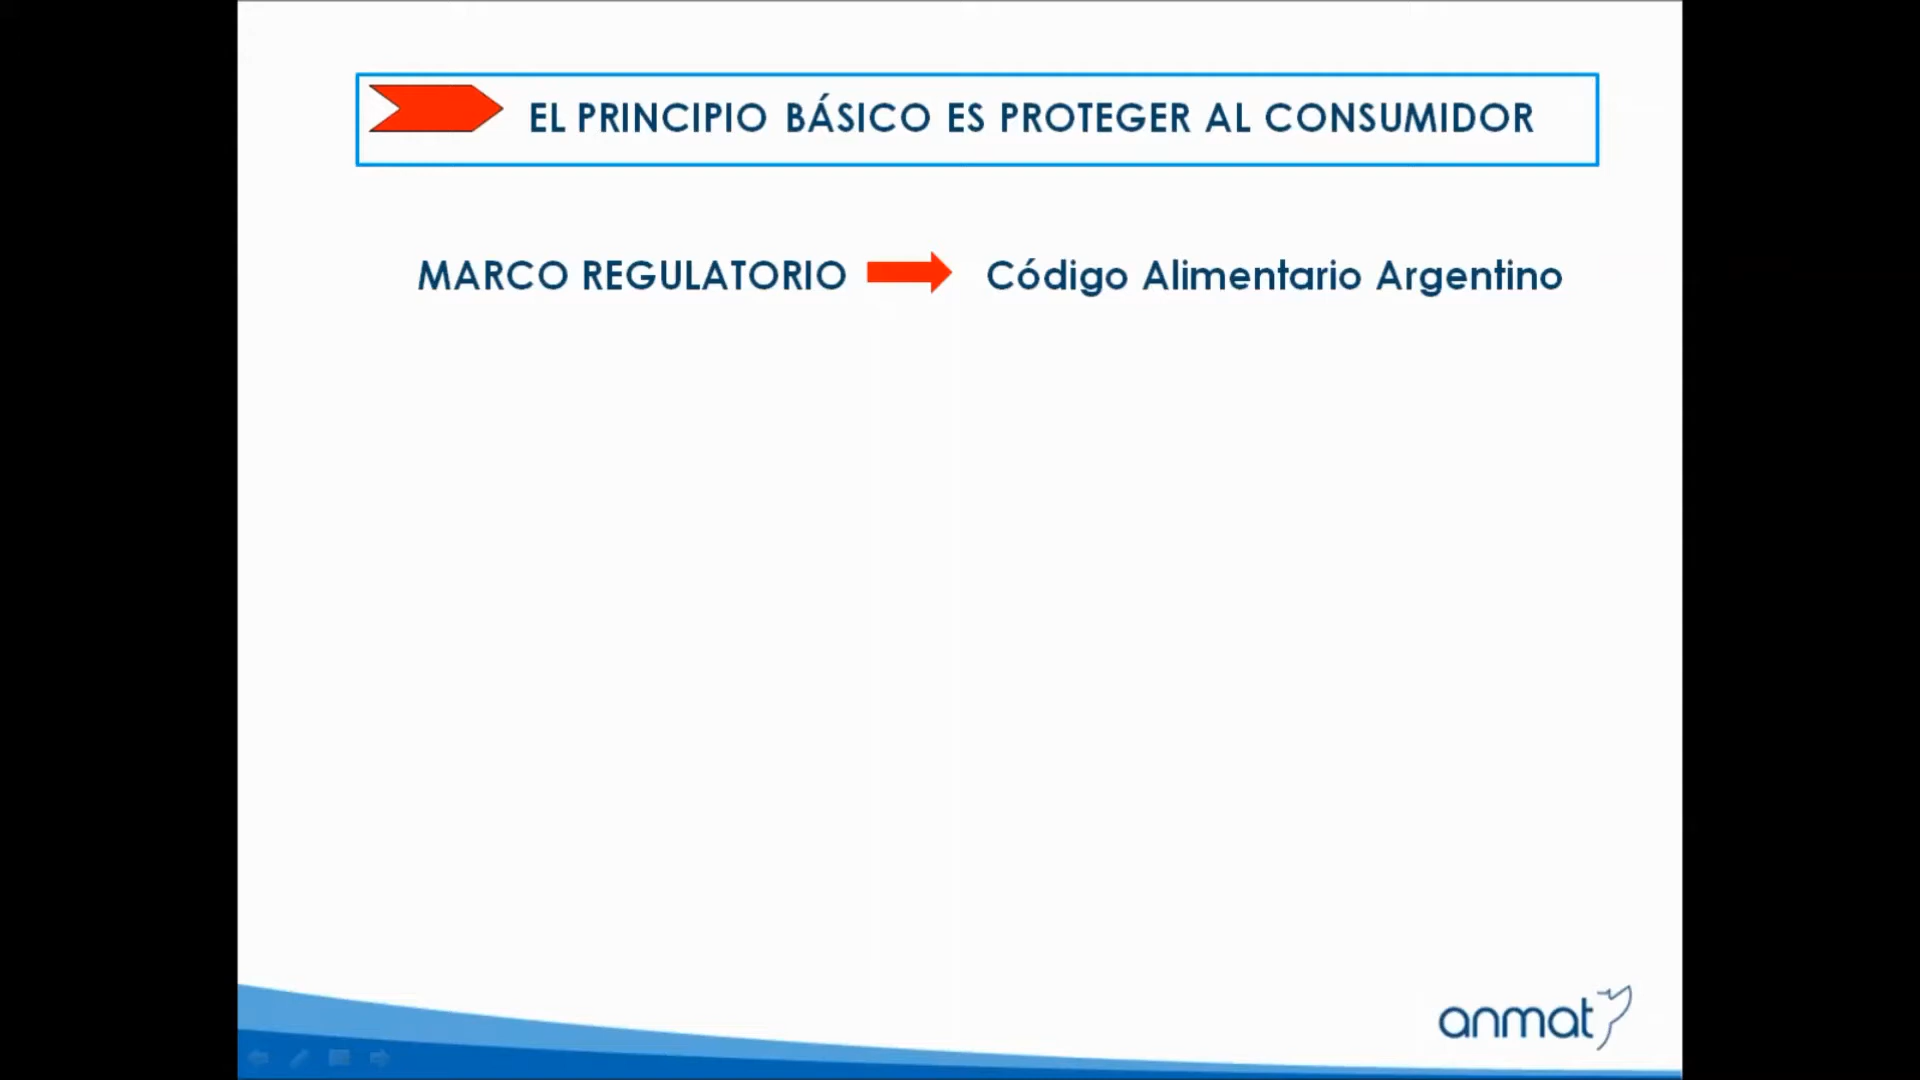 EL PRINCIPIO BÁSICO ES PROTEGER AL CONSUMIDOR
MARCO REGULATORIO Código Alimentario Argentino
anmat